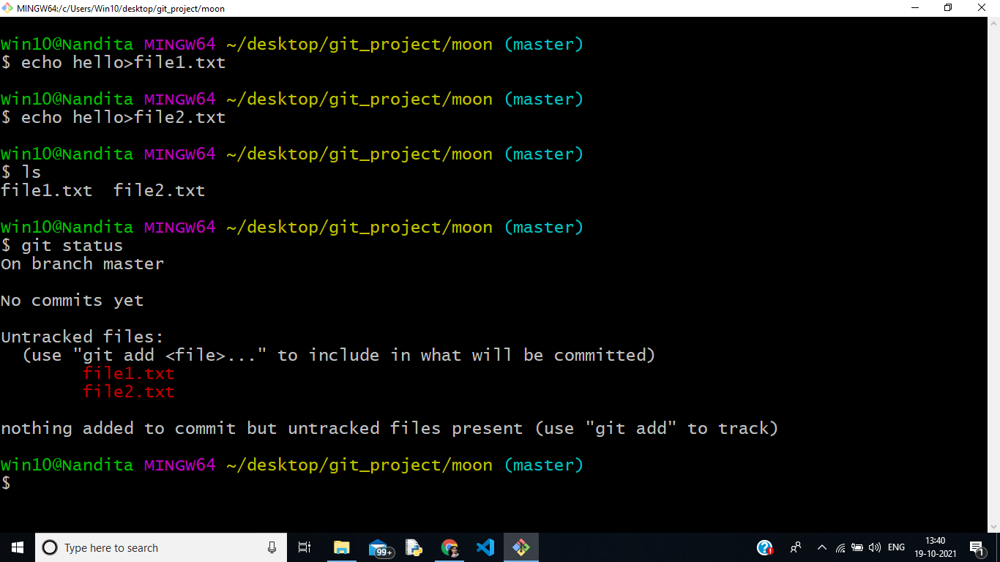 MINGW64:/c/Users/Win10/desktop/git_project/moon
Win10@Nandita MINGW64 ~/desktop/git_project/moon (master)
$ echo hello>file1.txt
Win10@Nandita MINGW64 ~/desktop/git_project/moon (master)
$ echo hello>file2.txt
Win10@Nandita MINGW64 ~/desktop/git_project/moon (master)
$ ls
file1.txt  file2.txt
Win10@Nandita MINGW64 ~/desktop/git_project/moon (master)
$ git status
On branch master
No commits yet
Untracked files:
  (use "git add <file>..." to include in what will be committed)
        file1.txt
        file2.txt
nothing added to commit but untracked files present (use "git add" to track)
Win10@Nandita MINGW64 ~/desktop/git_project/moon (master)
$
Type here to search
99+
ENG
13:40
19-10-2021
1